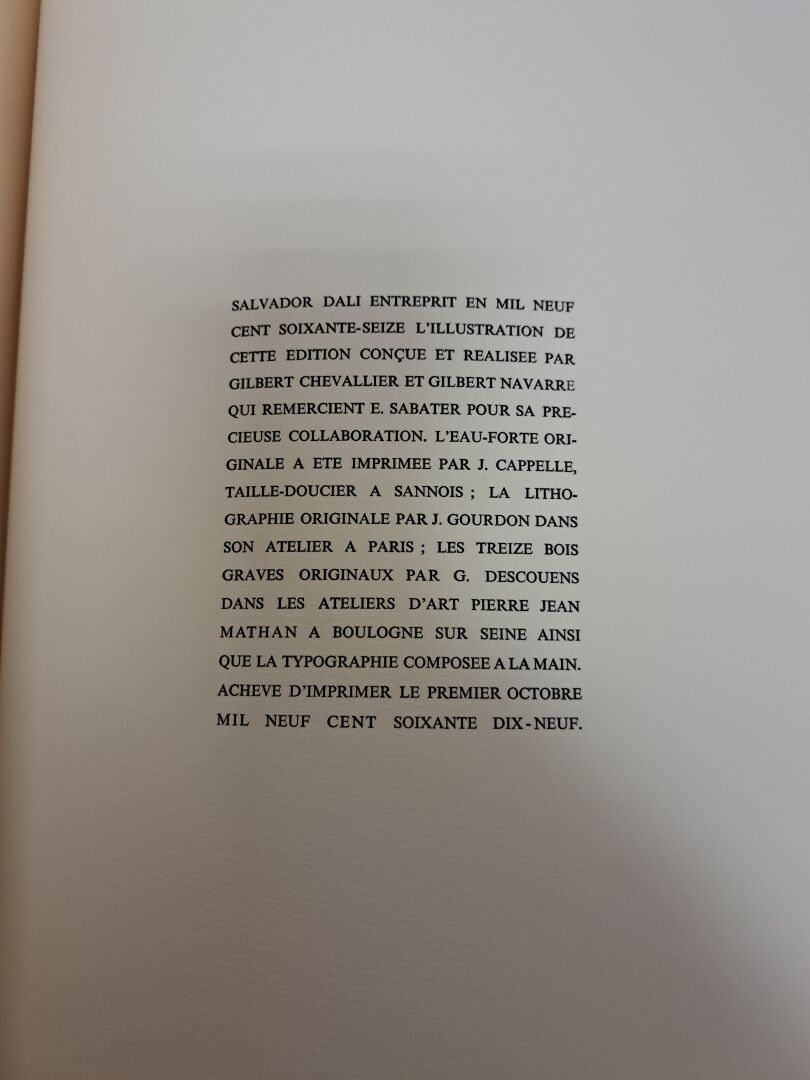 SALVADOR DALI ENTREPRIT EN MIL NEUF
CENT SOIXANTE-SEIZE L'ILLUSTRATION DE
CETTE EDITION CONÇUE ET REALISEE PAR
GILBERT CHEVALLIER ET GILBERT NAVARRE
QUI REMERCIENT E. SABATER POUR SA PRE-
CIEUSE COLLABORATION. L'EAU-FORTE ORI-
GINALE A ETE IMPRIMEE PAR J. CAPPELLE,
TAILLE-DOUCIER A SANNOIS ; LA LITHO-
GRAPHIE ORIGINALE PAR J. GOURDON DANS
SON ATELIER A PARIS ; LES TREIZE BOIS
GRAVES ORIGINAUX PAR G. DESCOUENS
DANS LES ATELIERS D'ART PIERRE JEAN
MATHAN A BOULOGNE SUR SEINE AINSI
QUE LA TYPOGRAPHIE COMPOSEE A LA MAIN.
ACHEVE D'IMPRIMER LE PREMIER OCTOBRE
MIL NEUF CENT SOIXANTE DIX-NEUF.